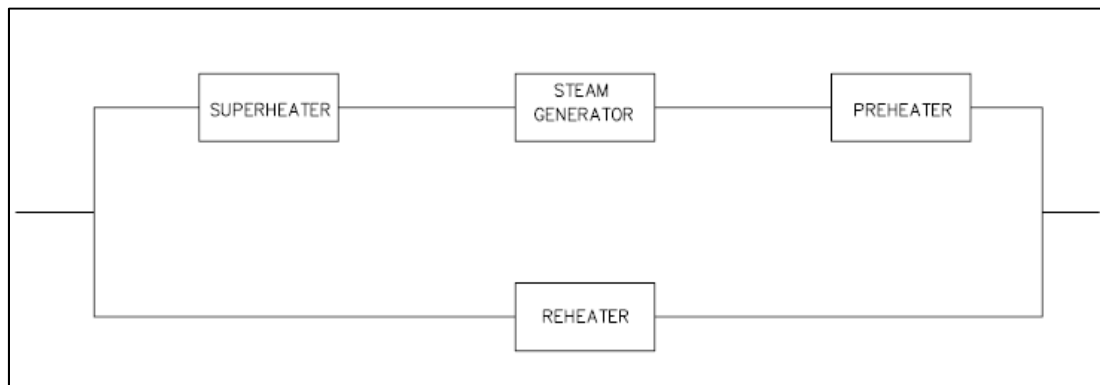 SUPERHEATER
STEAM
GENERATOR
PREHEATER
REHEATER